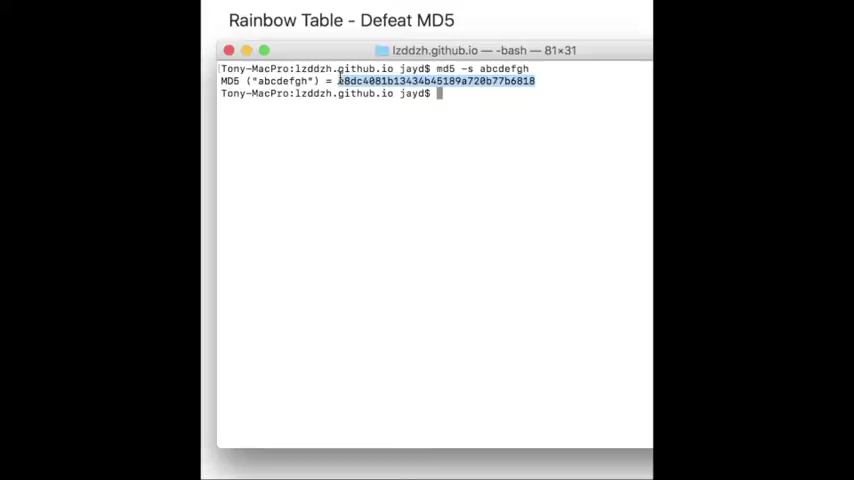 Rainbow Table - Defeat MD5
lzddzh.github.io — -bash — 81×31
Tony-MacPro:lzddzh.github.io jayd$ md5 -s abcdefgh
MD5 ("abcdefgh") = e8dc4081b13434b45189a720b77b6818
Tony-MacPro:lzddzh.github.io jayd$